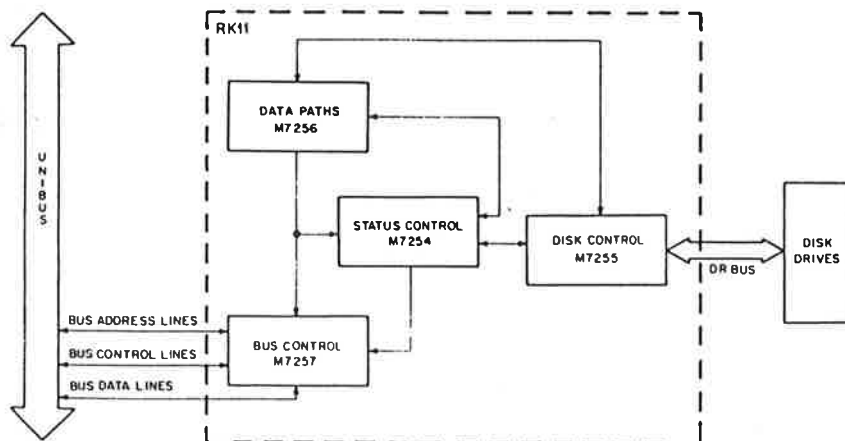 RK11
DATA PATHS
M7256
UNIBUS
STATUS CONTROL
M7254
DISK CONTROL
M7255
DR BUS
DISK
DRIVES
BUS ADDRESS LINES
BUS CONTROL LINES
BUS DATA LINES
BUS CONTROL
M7257